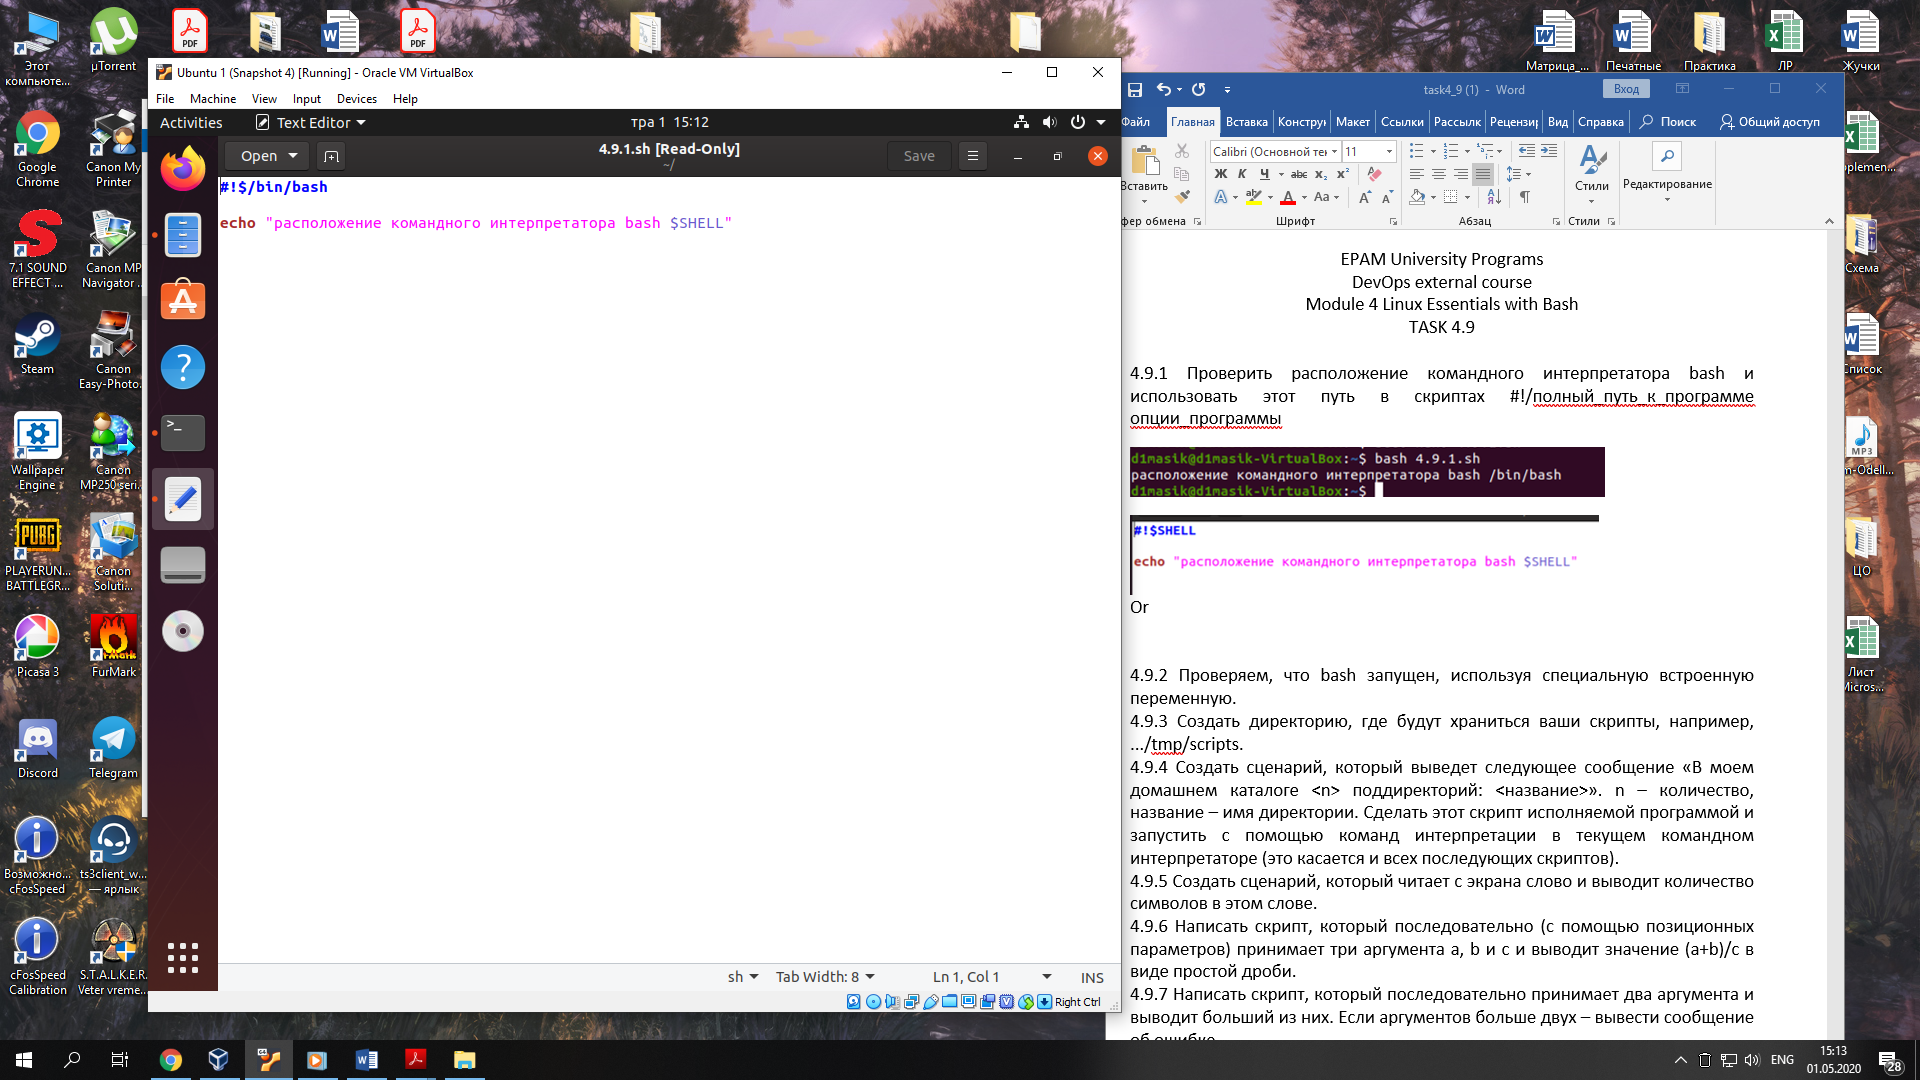 Этот
компьюте...
µTorrent
PDF
PDF
Матрица_...
Печатные
Практика
ЛР
Жучки
Google
Chrome
Canon My
Printer
7.1 SOUND
EFFECT ...
Canon MP
Navigator ...
Steam
Canon
Easy-Photo...
Wallpaper
Engine
Canon
MP250 seri...
PLAYERUN...
BATTLEGR...
Canon
Soluti...
Picasa 3
FurMark
Discord
Telegram
Возможно...
cFosSpeed
ts3client_w...
— ярлык
cFosSpeed
Calibration
S.T.A.L.K.E.R.
Veter vreme...
Ubuntu 1 (Snapshot 4) [Running] - Oracle VM VirtualBox
File Machine View Input Devices Help
Activities Text Editor тра 1 15:12
Open 4.9.1.sh [Read-Only] Save
~/
#!$/bin/bash
echo "расположение командного интерпретатора bash $SHELL"
sh Tab Width: 8 Ln 1, Col 1 INS
Right Ctrl
task4_9 (1) - Word Вход
Файл Главная Вставка Конструк Макет Ссылки Рассылк Рецензир Вид Справка Поиск Общий доступ
Calibri (Основной тек 11
Вставить
Стили
Редактирование
фер обмена Шрифт Абзац Стили
EPAM University Programs
DevOps external course
Module 4 Linux Essentials with Bash
TASK 4.9
4.9.1 Проверить расположение командного интерпретатора bash и
использовать этот путь в скриптах #!/полный_путь_к_программе
опции_программы
d1masik@d1masik-VirtualBox:~$ bash 4.9.1.sh
расположение командного интерпретатора bash /bin/bash
d1masik@d1masik-VirtualBox:~$
#!$SHELL
echo "расположение командного интерпретатора bash $SHELL"
Or
4.9.2 Проверяем, что bash запущен, используя специальную встроенную
переменную.
4.9.3 Создать директорию, где будут храниться ваши скрипты, например,
.../tmp/scripts.
4.9.4 Создать сценарий, который выведет следующее сообщение «В моем
домашнем каталоге <n> поддиректорий: <название>». n – количество,
название – имя директории. Сделать этот скрипт исполняемой программой и
запустить с помощью команд интерпретации в текущем командном
интерпретаторе (это касается и всех последующих скриптов).
4.9.5 Создать сценарий, который читает с экрана слово и выводит количество
символов в этом слове.
4.9.6 Написать скрипт, который последовательно (с помощью позиционных
параметров) принимает три аргумента a, b и c и выводит значение (a+b)/c в
виде простой дроби.
4.9.7 Написать скрипт, который последовательно принимает два аргумента и
выводит больший из них. Если аргументов больше двух – вывести сообщение
об ошибке
plemen...
Схема
Список
MP3
m-Odell...
ЦО
Лист
Micros...
ENG
15:13
01.05.2020
28